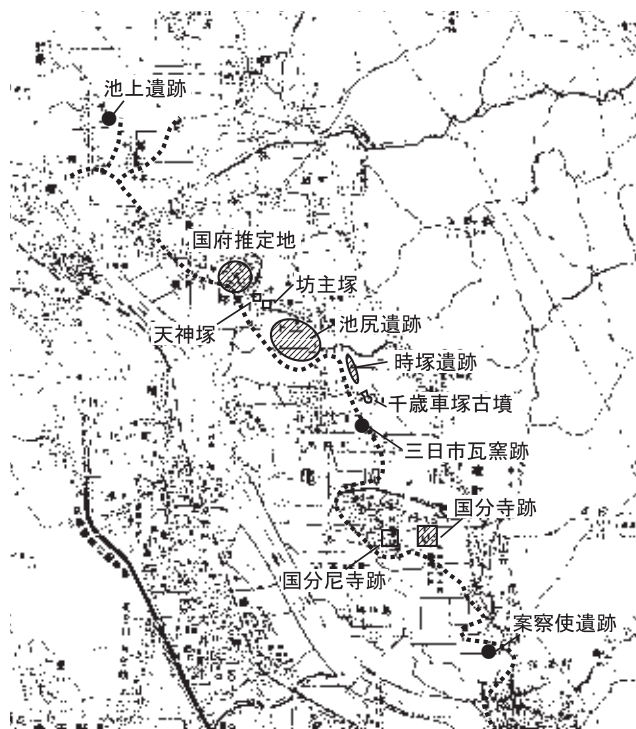 池上遺跡
国府推定地
坊主塚
天神塚
池尻遺跡
時塚遺跡
千歳車塚古墳
三日市瓦窯跡
国分寺跡
国分尼寺跡
案察使遺跡